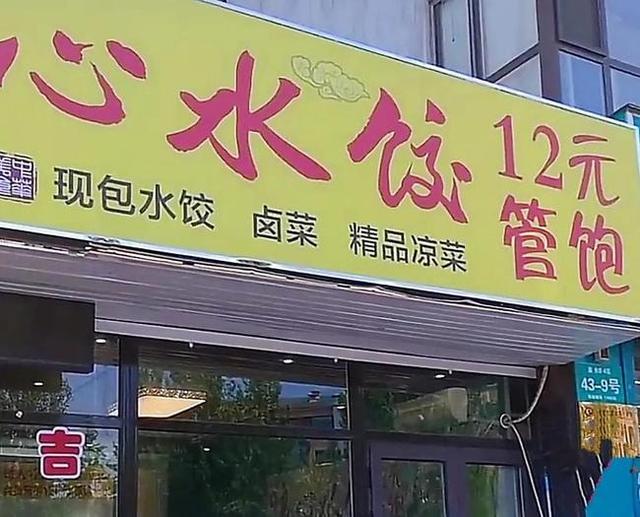 心水饺
12元
管饱
现包水饺 卤菜 精品凉菜
43-9号
吉